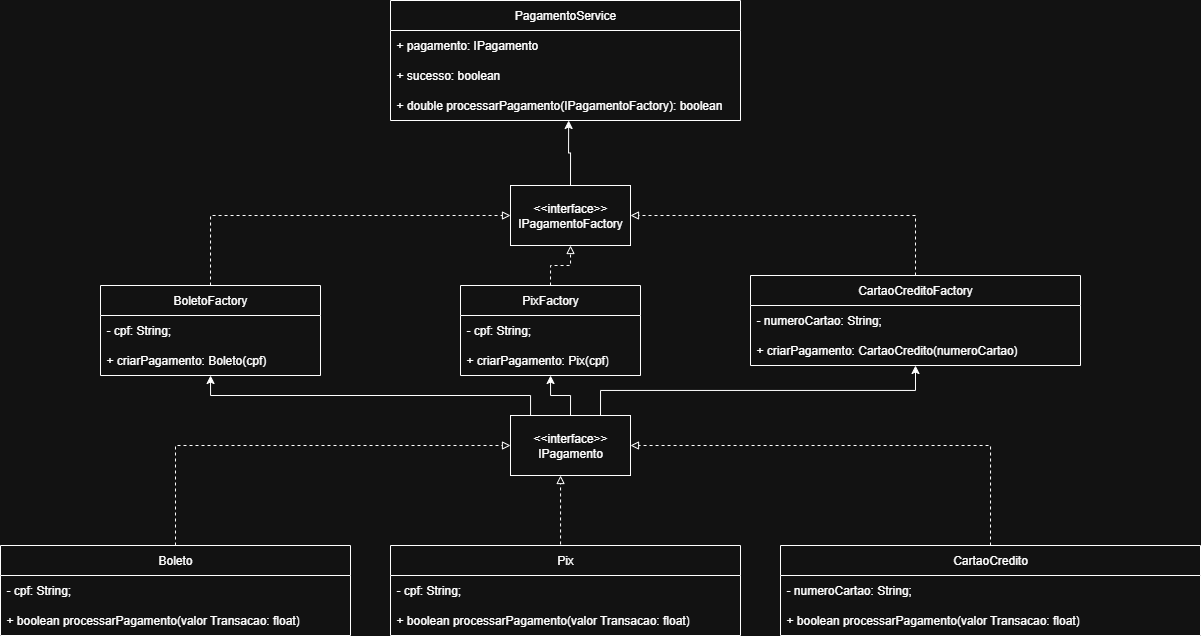 PagamentoService
+ pagamento: IPagamento
+ sucesso: boolean
+ double processarPagamento(IPagamentoFactory): boolean
<<interface>>
IPagamentoFactory
BoletoFactory
- cpf: String;
+ criarPagamento: Boleto(cpf)
PixFactory
- cpf: String;
+ criarPagamento: Pix(cpf)
CartaoCreditoFactory
- numeroCartao: String;
+ criarPagamento: CartaoCredito(numeroCartao)
<<interface>>
IPagamento
Boleto
- cpf: String;
+ boolean processarPagamento(valor Transacao: float)
Pix
- cpf: String;
+ boolean processarPagamento(valor Transacao: float)
CartaoCredito
- numeroCartao: String;
+ boolean processarPagamento(valor Transacao: float)